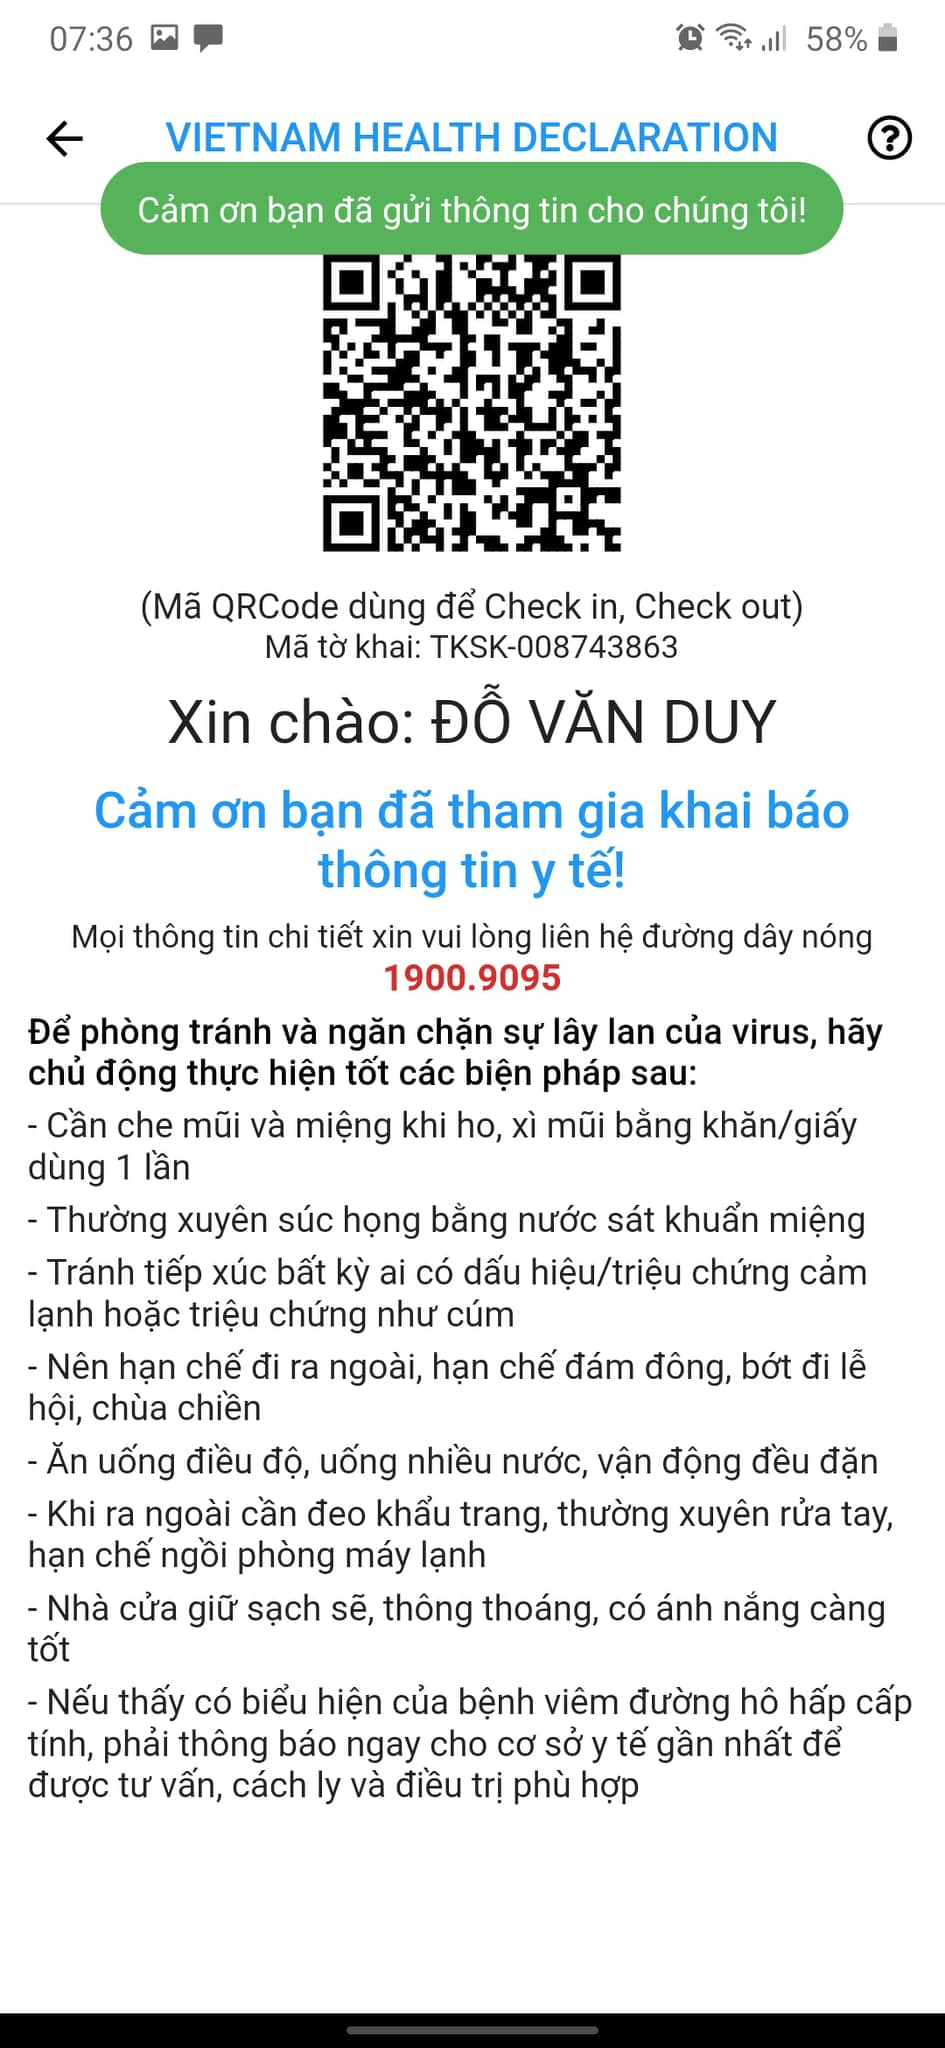 07:36
58%
VIETNAM HEALTH DECLARATION
Cảm ơn bạn đã gửi thông tin cho chúng tôi!
(Mã QRCode dùng để Check in, Check out)
Mã tờ khai: TKSK-008743863
Xin chào: ĐỖ VĂN DUY
Cảm ơn bạn đã tham gia khai báo
thông tin y tế!
Mọi thông tin chi tiết xin vui lòng liên hệ đường dây nóng
1900.9095
Để phòng tránh và ngăn chặn sự lây lan của virus, hãy
chủ động thực hiện tốt các biện pháp sau:
- Cần che mũi và miệng khi ho, xì mũi bằng khăn/giấy
dùng 1 lần
- Thường xuyên súc họng bằng nước sát khuẩn miệng
- Tránh tiếp xúc bất kỳ ai có dấu hiệu/triệu chứng cảm
lạnh hoặc triệu chứng như cúm
- Nên hạn chế đi ra ngoài, hạn chế đám đông, bớt đi lễ
hội, chùa chiền
- Ăn uống điều độ, uống nhiều nước, vận động đều đặn
- Khi ra ngoài cần đeo khẩu trang, thường xuyên rửa tay,
hạn chế ngồi phòng máy lạnh
- Nhà cửa giữ sạch sẽ, thông thoáng, có ánh nắng càng
tốt
- Nếu thấy có biểu hiện của bệnh viêm đường hô hấp cấp
tính, phải thông báo ngay cho cơ sở y tế gần nhất để
được tư vấn, cách ly và điều trị phù hợp